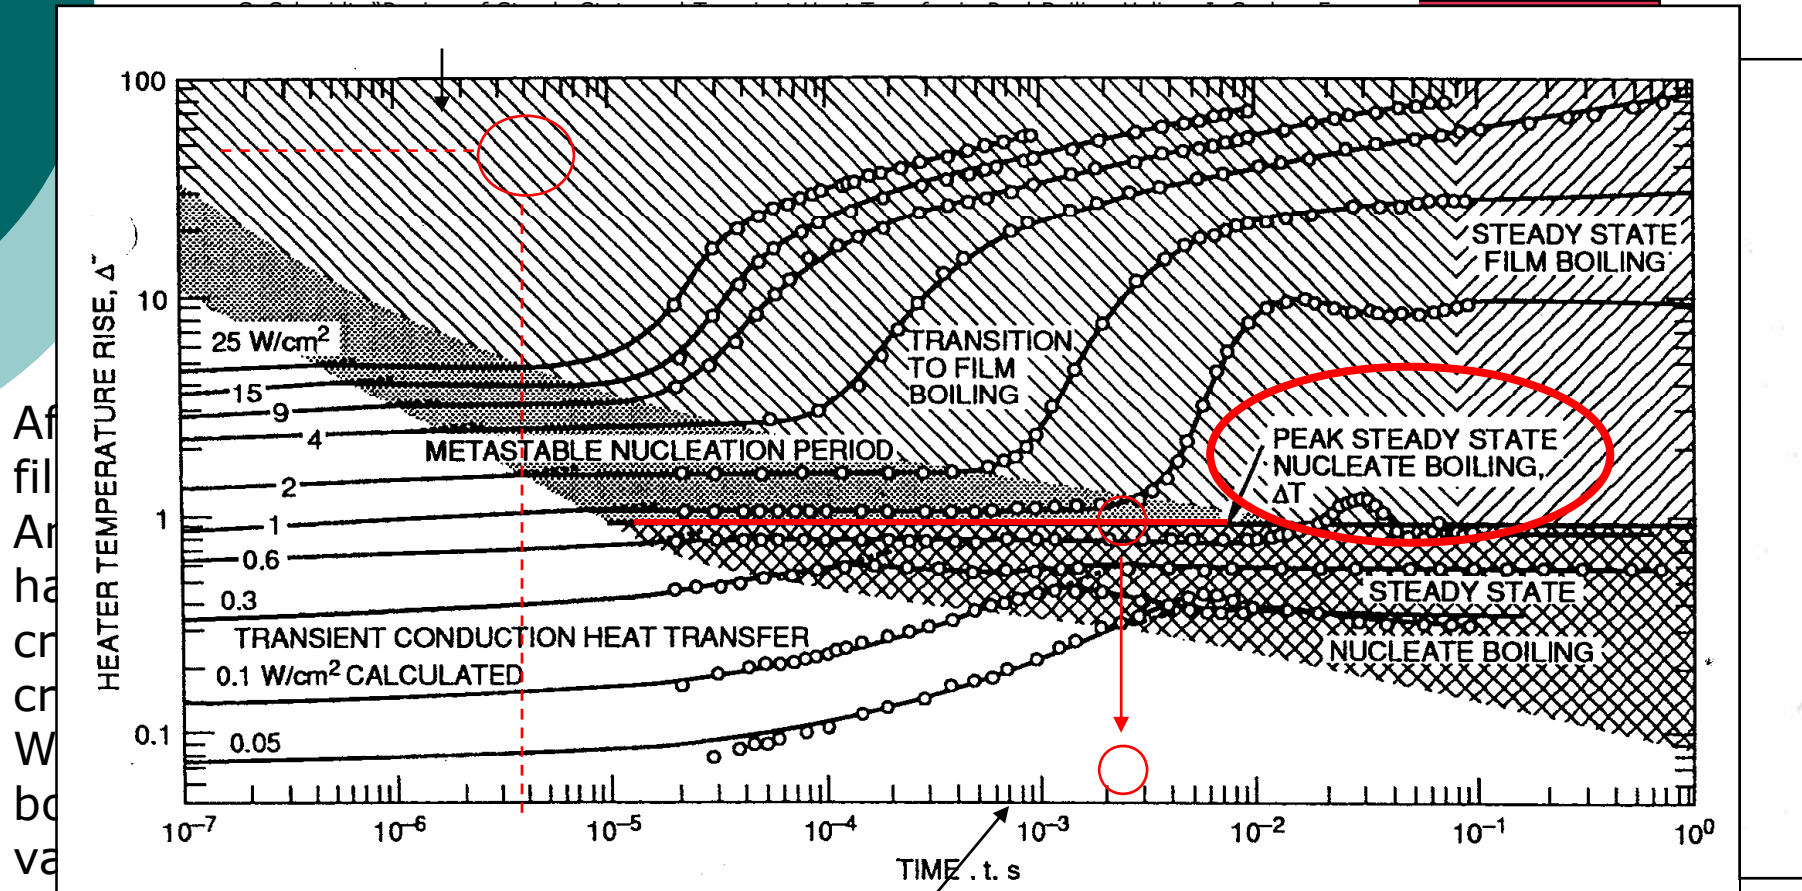 100
10
1
0.1
HEATER TEMPERATURE RISE, Δ
25 W/cm²
15
9
4
2
1
0.6
0.3
0.1 W/cm² CALCULATED
0.05
METASTABLE NUCLEATION PERIOD
TRANSIENT CONDUCTION HEAT TRANSFER
TRANSITION
TO FILM
BOILING
STEADY STATE
FILM BOILING
PEAK STEADY STATE
NUCLEATE BOILING,
ΔT
STEADY STATE
NUCLEATE BOILING
10⁻⁷
10⁻⁶
10⁻⁵
10⁻⁴
10⁻³
10⁻²
10⁻¹
10⁰
TIME , t. s
Af
fil
Ar
ha
cr
cr
W
bo
va